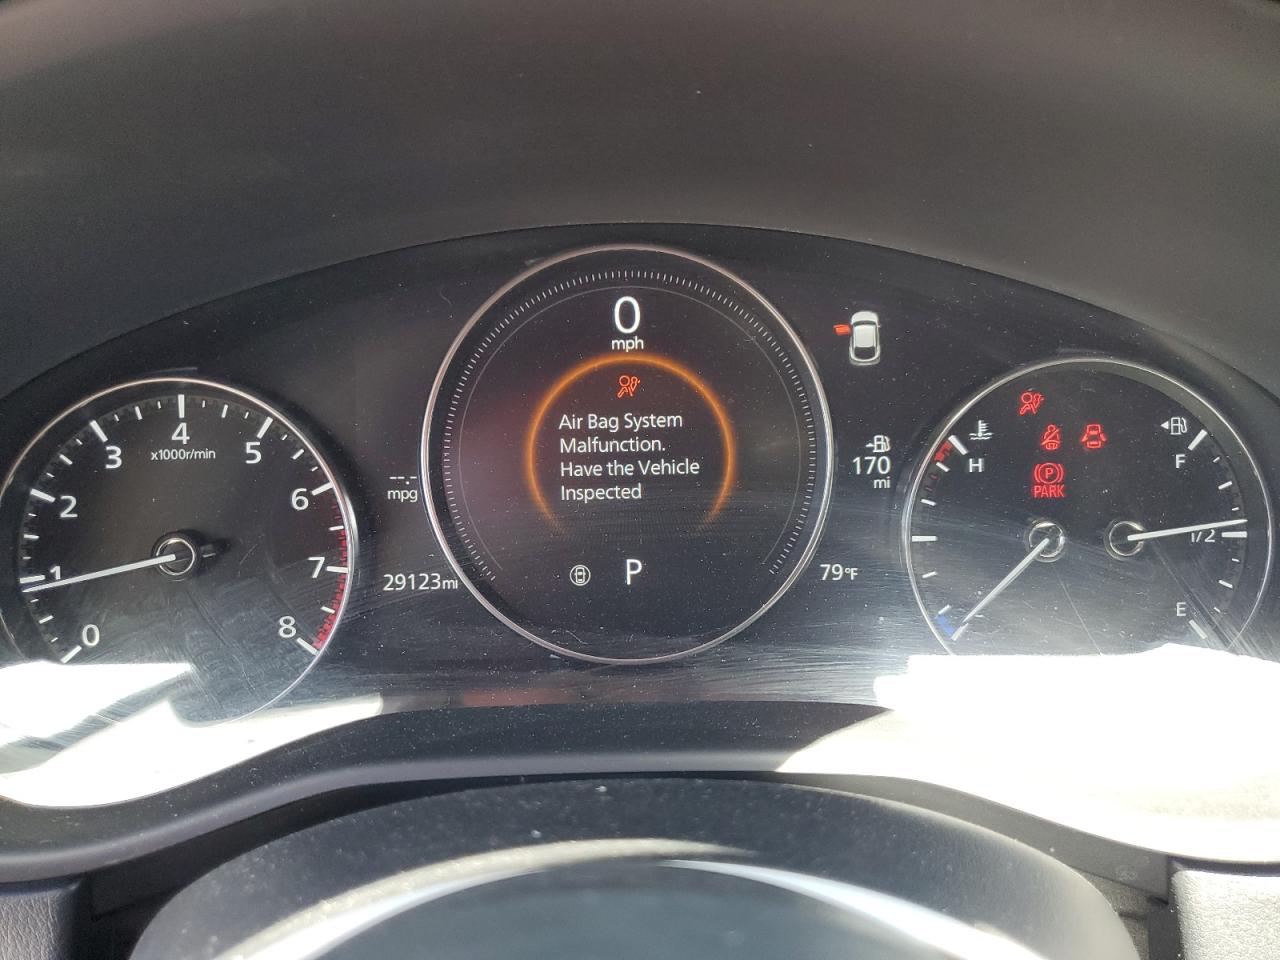 0
mph
Air Bag System
Malfunction.
Have the Vehicle
Inspected
P
--.-
mpg
29123mi
170
mi
79°F
0
1
2
3
4
5
6
7
8
x1000r/min
H
P
PARK
F
1/2
E